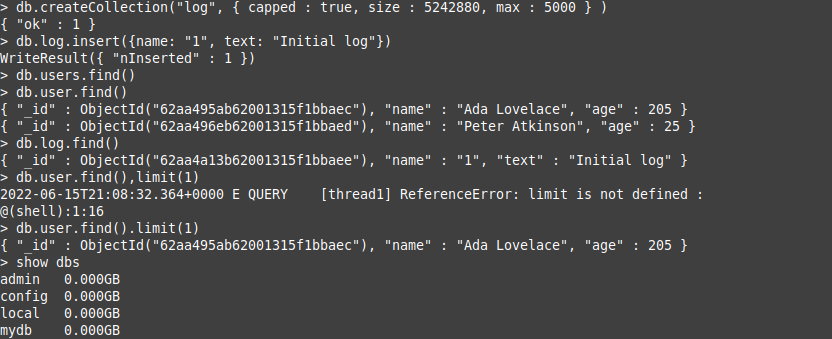 > db.createCollection("log", { capped : true, size : 5242880, max : 5000 } )
{ "ok" : 1 }
> db.log.insert({name: "1", text: "Initial log"})
WriteResult({ "nInserted" : 1 })
> db.users.find()
> db.user.find()
{ "_id" : ObjectId("62aa495ab62001315f1bbaec"), "name" : "Ada Lovelace", "age" : 205 }
{ "_id" : ObjectId("62aa496eb62001315f1bbaed"), "name" : "Peter Atkinson", "age" : 25 }
> db.log.find()
{ "_id" : ObjectId("62aa4a13b62001315f1bbaee"), "name" : "1", "text" : "Initial log" }
> db.user.find(),limit(1)
2022-06-15T21:08:32.364+0000 E QUERY    [thread1] ReferenceError: limit is not defined :
@(shell):1:16
> db.user.find().limit(1)
{ "_id" : ObjectId("62aa495ab62001315f1bbaec"), "name" : "Ada Lovelace", "age" : 205 }
> show dbs
admin   0.000GB
config  0.000GB
local   0.000GB
mydb    0.000GB